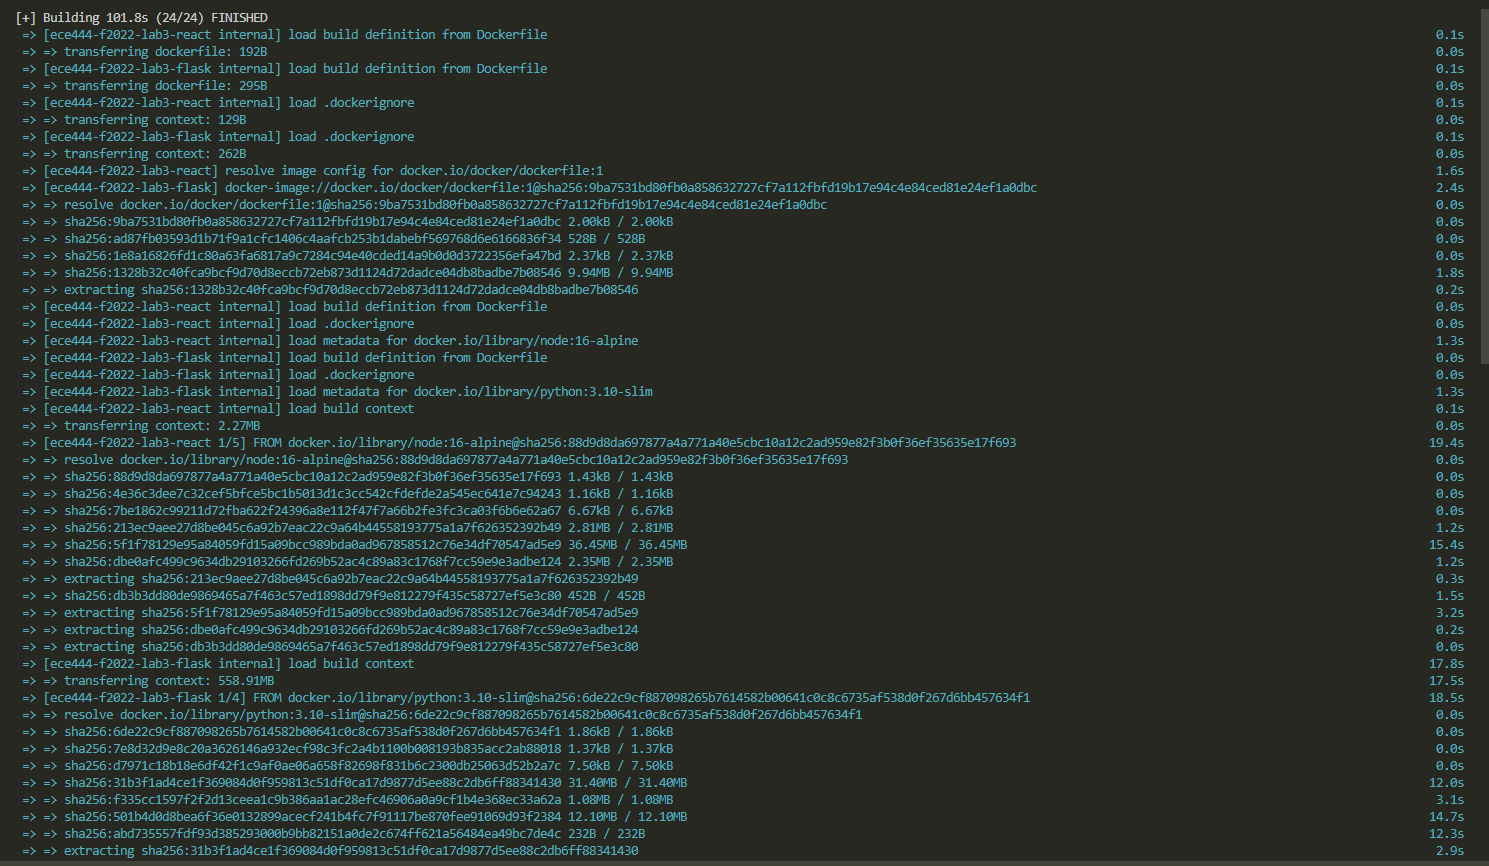 [+] Building 101.8s (24/24) FINISHED
=> [ece444-f2022-lab3-react internal] load build definition from Dockerfile 0.1s
=> => transferring dockerfile: 192B 0.0s
=> [ece444-f2022-lab3-flask internal] load build definition from Dockerfile 0.1s
=> => transferring dockerfile: 295B 0.0s
=> [ece444-f2022-lab3-react internal] load .dockerignore 0.1s
=> => transferring context: 129B 0.0s
=> [ece444-f2022-lab3-flask internal] load .dockerignore 0.1s
=> => transferring context: 262B 0.0s
=> [ece444-f2022-lab3-react] resolve image config for docker.io/docker/dockerfile:1 1.6s
=> [ece444-f2022-lab3-flask] docker-image://docker.io/docker/dockerfile:1@sha256:9ba7531bd80fb0a858632727cf7a112fbfd19b17e94c4e84ced81e24ef1a0dbc 2.4s
=> => resolve docker.io/docker/dockerfile:1@sha256:9ba7531bd80fb0a858632727cf7a112fbfd19b17e94c4e84ced81e24ef1a0dbc 0.0s
=> => sha256:9ba7531bd80fb0a858632727cf7a112fbfd19b17e94c4e84ced81e24ef1a0dbc 2.00kB / 2.00kB 0.0s
=> => sha256:ad87fb03593d1b71f9a1cfc1406c4aafcb253b1dabebf569768d6e6166836f34 528B / 528B 0.0s
=> => sha256:1e8a16826fd1c80a63fa6817a9c7284c94e40cded14a9b0d0d3722356efa47bd 2.37kB / 2.37kB 0.0s
=> => sha256:1328b32c40fca9bcf9d70d8eccb72eb873d1124d72dadce04db8badbe7b08546 9.94MB / 9.94MB 1.8s
=> => extracting sha256:1328b32c40fca9bcf9d70d8eccb72eb873d1124d72dadce04db8badbe7b08546 0.2s
=> [ece444-f2022-lab3-react internal] load build definition from Dockerfile 0.0s
=> [ece444-f2022-lab3-react internal] load .dockerignore 0.0s
=> [ece444-f2022-lab3-react internal] load metadata for docker.io/library/node:16-alpine 1.3s
=> [ece444-f2022-lab3-flask internal] load build definition from Dockerfile 0.0s
=> [ece444-f2022-lab3-flask internal] load .dockerignore 0.0s
=> [ece444-f2022-lab3-flask internal] load metadata for docker.io/library/python:3.10-slim 1.3s
=> [ece444-f2022-lab3-react internal] load build context 0.1s
=> => transferring context: 2.27MB 0.0s
=> [ece444-f2022-lab3-react 1/5] FROM docker.io/library/node:16-alpine@sha256:88d9d8da697877a4a771a40e5cbc10a12c2ad959e82f3b0f36ef35635e17f693 19.4s
=> => resolve docker.io/library/node:16-alpine@sha256:88d9d8da697877a4a771a40e5cbc10a12c2ad959e82f3b0f36ef35635e17f693 0.0s
=> => sha256:88d9d8da697877a4a771a40e5cbc10a12c2ad959e82f3b0f36ef35635e17f693 1.43kB / 1.43kB 0.0s
=> => sha256:4e36c3dee7c32cef5bfce5bc1b5013d1c3cc542cfdefde2a545ec641e7c94243 1.16kB / 1.16kB 0.0s
=> => sha256:7be1862c99211d72fba622f24396a8e112f47f7a66b2fe3fc3ca03f6b6e62a67 6.67kB / 6.67kB 0.0s
=> => sha256:213ec9aee27d8be045c6a92b7eac22c9a64b44558193775a1a7f626352392b49 2.81MB / 2.81MB 1.2s
=> => sha256:5f1f78129e95a84059fd15a09bcc989bda0ad967858512c76e34df70547ad5e9 36.45MB / 36.45MB 15.4s
=> => sha256:dbe0afc499c9634db29103266fd269b52ac4c89a83c1768f7cc59e9e3adbe124 2.35MB / 2.35MB 1.2s
=> => extracting sha256:213ec9aee27d8be045c6a92b7eac22c9a64b44558193775a1a7f626352392b49 0.3s
=> => sha256:db3b3dd80de9869465a7f463c57ed1898dd79f9e812279f435c58727ef5e3c80 452B / 452B 1.5s
=> => extracting sha256:5f1f78129e95a84059fd15a09bcc989bda0ad967858512c76e34df70547ad5e9 3.2s
=> => extracting sha256:dbe0afc499c9634db29103266fd269b52ac4c89a83c1768f7cc59e9e3adbe124 0.2s
=> => extracting sha256:db3b3dd80de9869465a7f463c57ed1898dd79f9e812279f435c58727ef5e3c80 0.0s
=> [ece444-f2022-lab3-flask internal] load build context 17.8s
=> => transferring context: 558.91MB 17.5s
=> [ece444-f2022-lab3-flask 1/4] FROM docker.io/library/python:3.10-slim@sha256:6de22c9cf887098265b7614582b00641c0c8c6735af538d0f267d6bb457634f1 18.5s
=> => resolve docker.io/library/python:3.10-slim@sha256:6de22c9cf887098265b7614582b00641c0c8c6735af538d0f267d6bb457634f1 0.0s
=> => sha256:6de22c9cf887098265b7614582b00641c0c8c6735af538d0f267d6bb457634f1 1.86kB / 1.86kB 0.0s
=> => sha256:7e8d32d9e8c20a3626146a932ecf98c3fc2a4b1100b008193b835acc2ab88018 1.37kB / 1.37kB 0.0s
=> => sha256:d7971c18b18e6df42f1c9af0ae06a658f82698f831b6c2300db25063d52b2a7c 7.50kB / 7.50kB 0.0s
=> => sha256:31b3f1ad4ce1f369084d0f959813c51df0ca17d9877d5ee88c2db6ff88341430 31.40MB / 31.40MB 12.0s
=> => sha256:f335cc1597f2f2d13ceea1c9b386aa1ac28efc46906a0a9cf1b4e368ec33a62a 1.08MB / 1.08MB 3.1s
=> => sha256:501b4d0d8bea6f36e0132899acecf241b4fc7f91117be870fee91069d93f2384 12.10MB / 12.10MB 14.7s
=> => sha256:abd735557fdf93d385293000b9bb82151a0de2c674ff621a56484ea49bc7de4c 232B / 232B 12.3s
=> => extracting sha256:31b3f1ad4ce1f369084d0f959813c51df0ca17d9877d5ee88c2db6ff88341430 2.9s